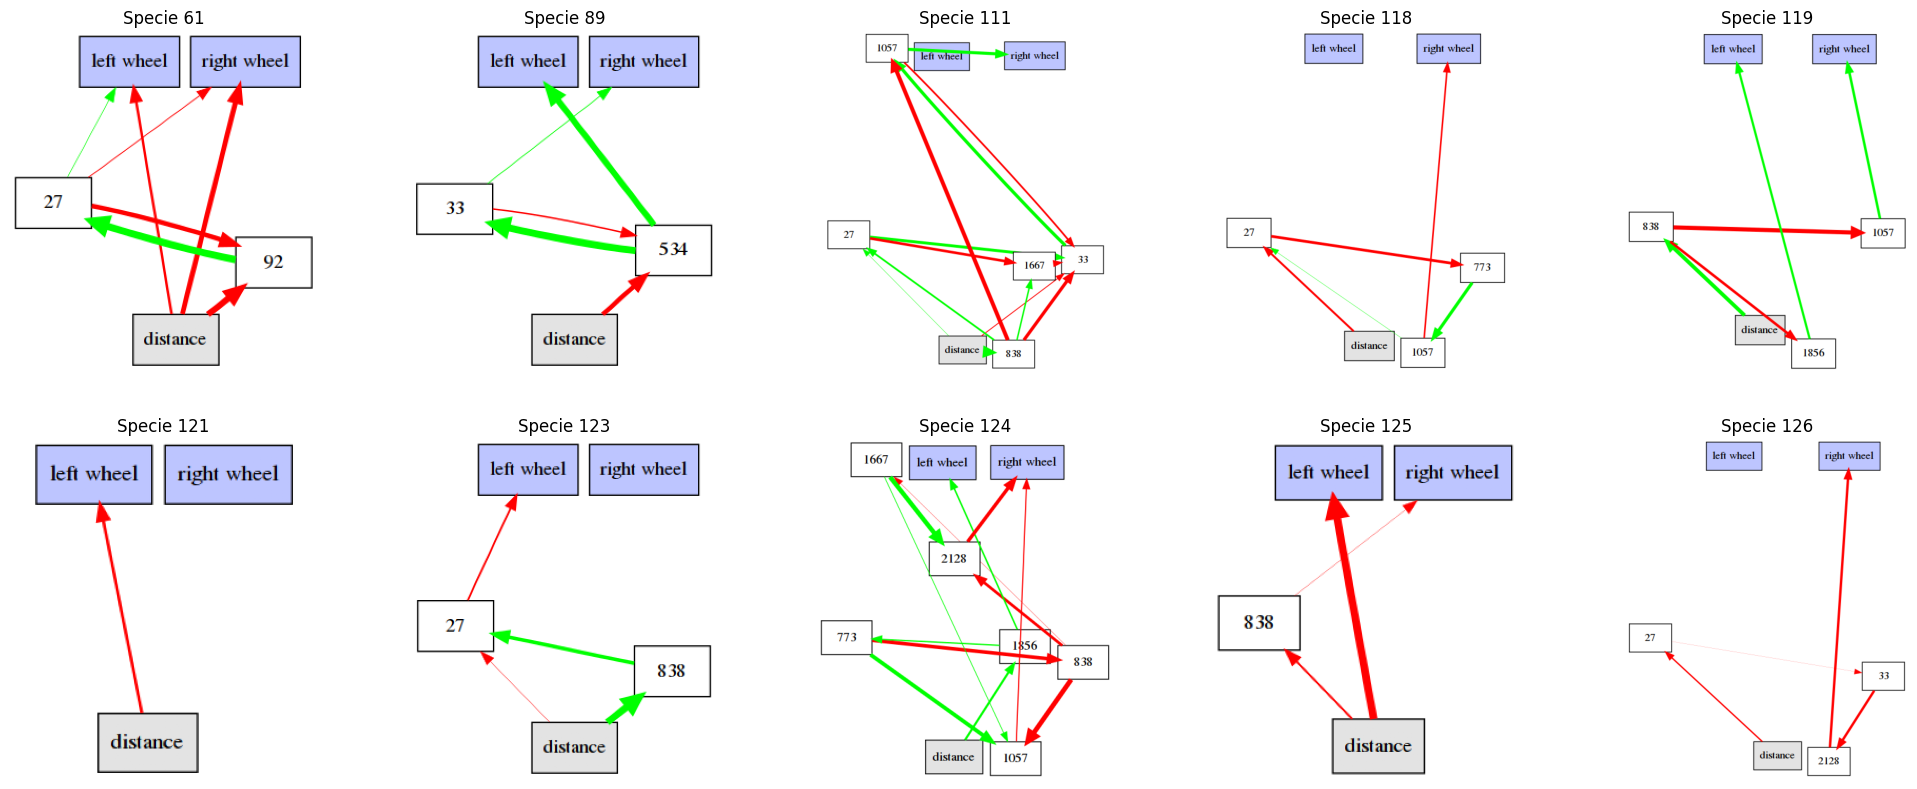 Specie 61
left wheel
right wheel
27
92
distance
Specie 89
left wheel
right wheel
33
534
distance
Specie 111
1057
left wheel
right wheel
27
1667
33
distance
838
Specie 118
left wheel
right wheel
27
773
distance
1057
Specie 119
left wheel
right wheel
838
1057
distance
1856
Specie 121
left wheel
right wheel
distance
Specie 123
left wheel
right wheel
27
838
distance
Specie 124
1667
left wheel
right wheel
2128
773
1856
838
distance
1057
Specie 125
left wheel
right wheel
838
distance
Specie 126
left wheel
right wheel
27
33
distance
2128